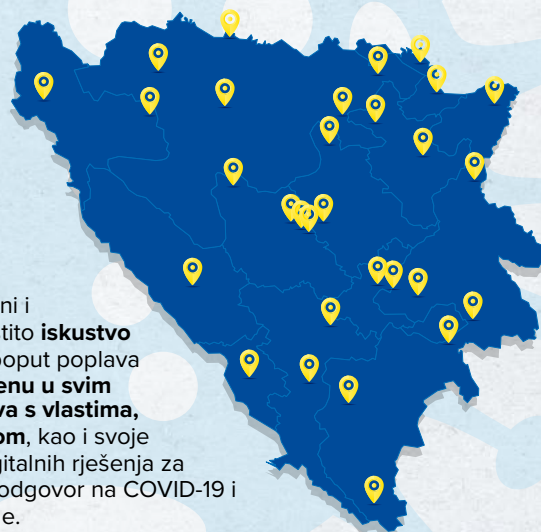 ni i
stito iskustvo
poput poplava
enu u svim
va s vlastima,
om, kao i svoje
gitalnih rješenja za
odgovor na COVID-19 i
e.